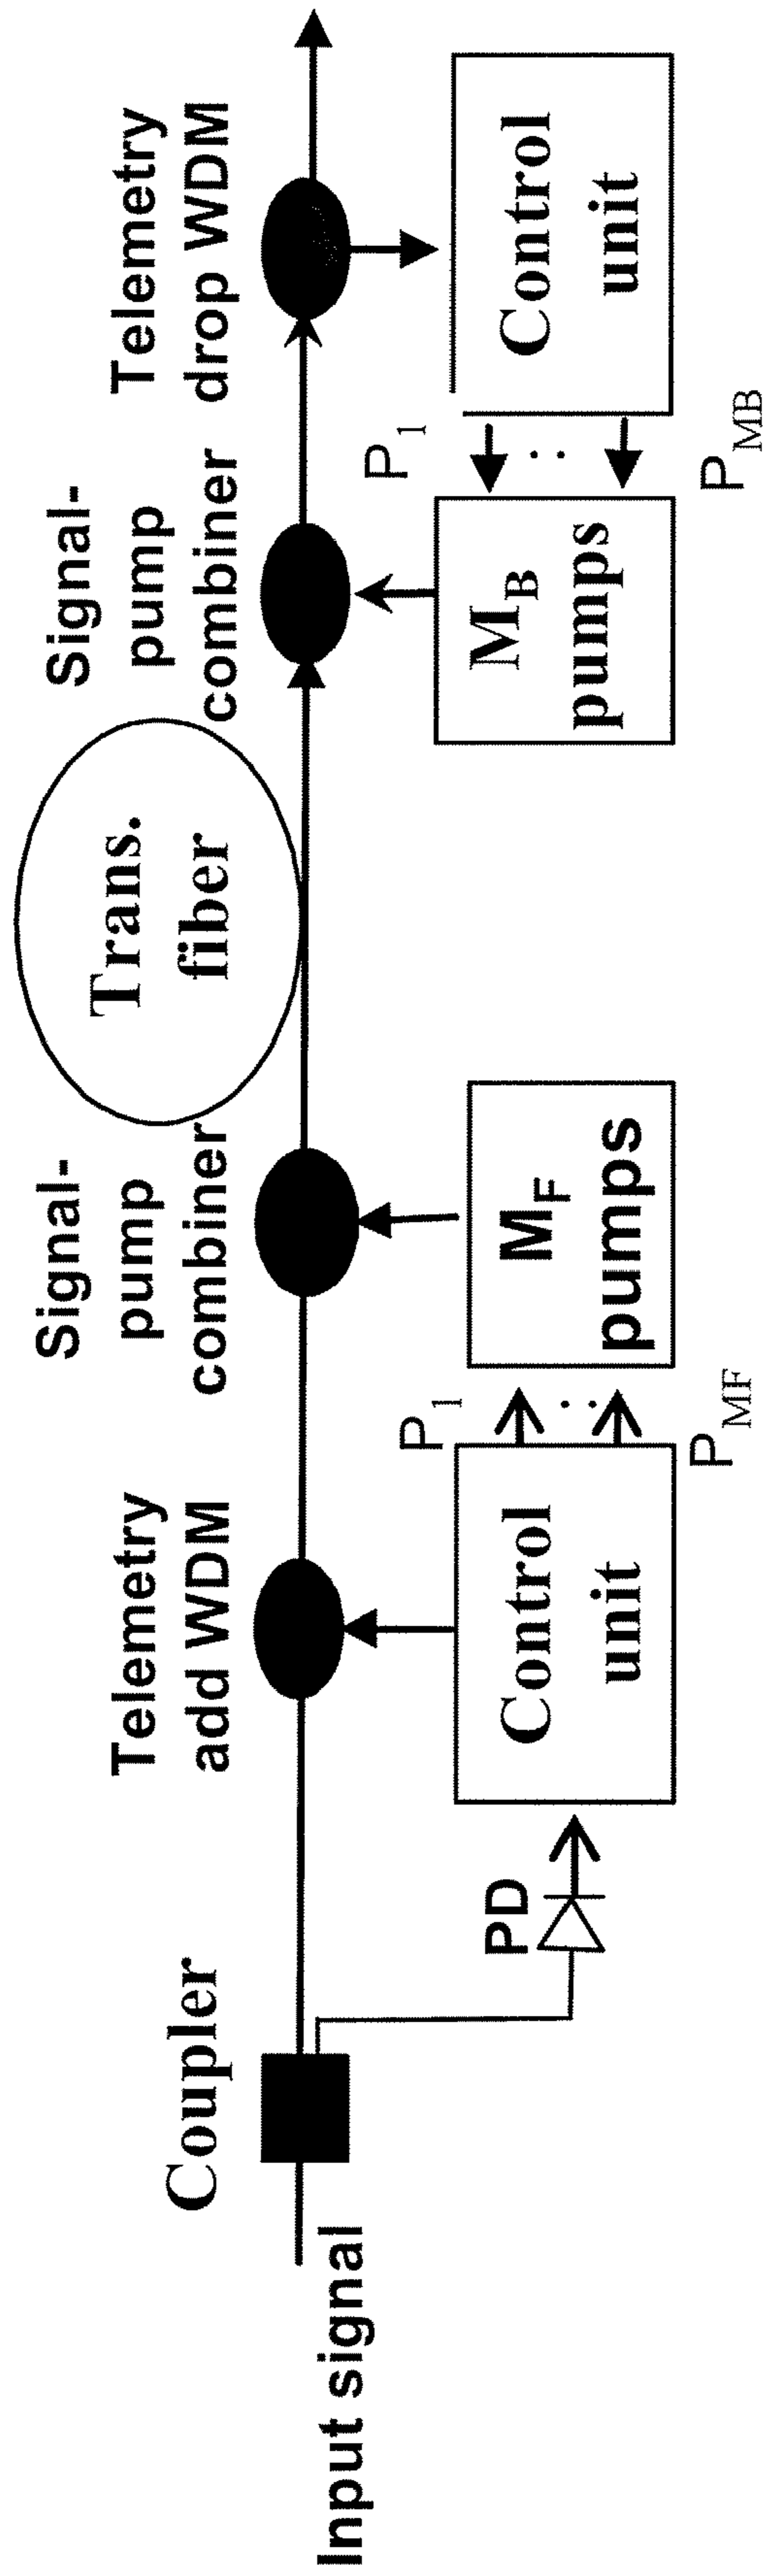 Input signal
Coupler
PD
Telemetry
add WDM
Control
unit
P1
PMF
Signal-
pump
combiner
MF
pumps
Trans.
fiber
Signal-
pump
combiner
MB
pumps
P1
PMB
Telemetry
drop WDM
Control
unit